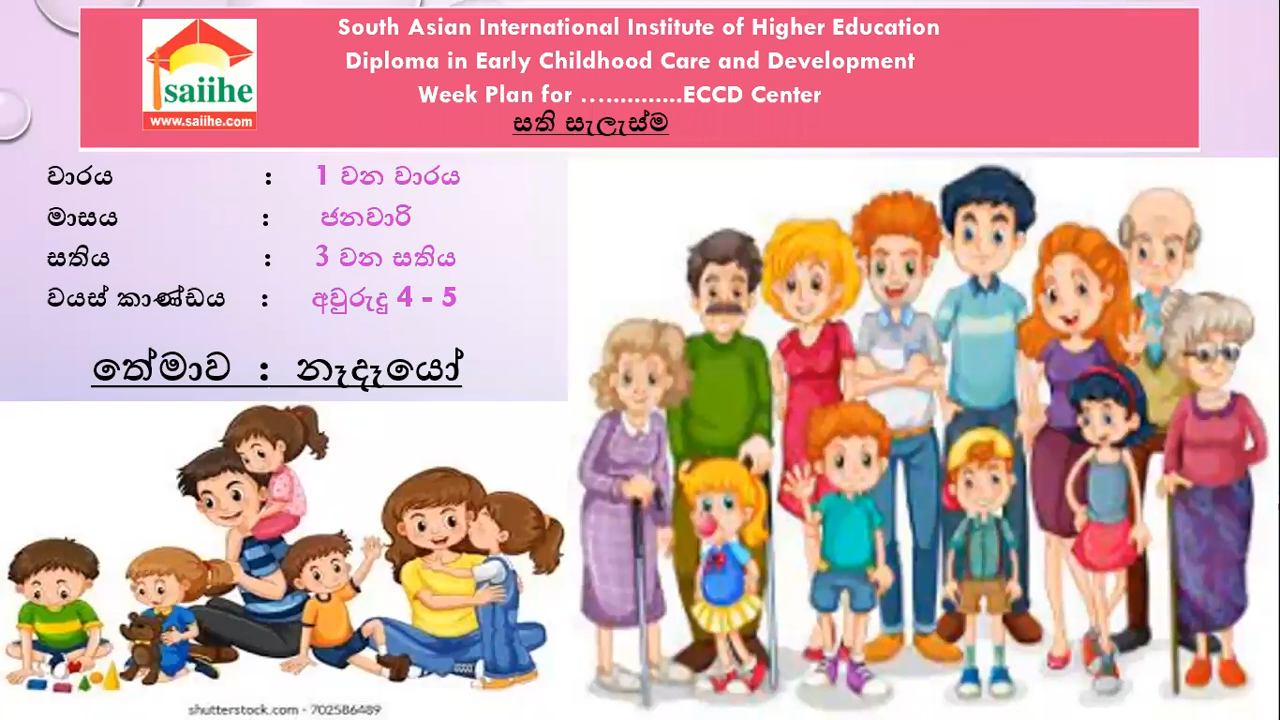 South Asian International Institute of Higher Education
Diploma in Early Childhood Care and Development
Week Plan for …..........ECCD Center
සති සැලැස්ම
saiihe
www.saiihe.com
වාරය : 1 වන වාරය
මාසය : ජනවාරි
සතිය : 3 වන සතිය
වයස් කාණ්ඩය : අවුරුදු 4 - 5
තේමාව : නෑදෑයෝ
shutterstock.com · 702586489